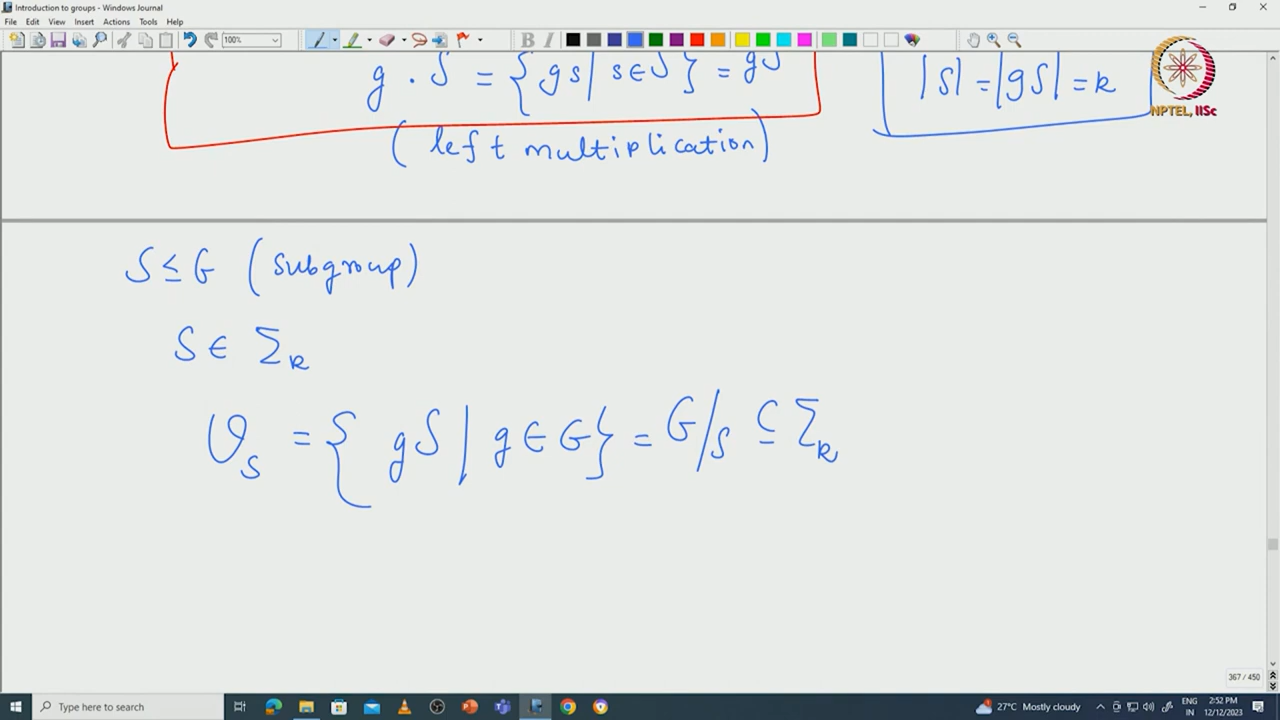 Introduction to groups - Windows Journal
File Edit View Insert Actions Tools Help
100%
B I
g · S = { gs | s ∈ S } = gS
|S| = |gS| = k
NPTEL, IISc
( left multiplication )
S ≤ G (subgroup)
S ∈ Σ_k
O_S = { gS | g ∈ G } = G/S ⊆ Σ_k
367 / 450
Type here to search
27°C Mostly cloudy
ENG
IN
2:52 PM
12/12/2023